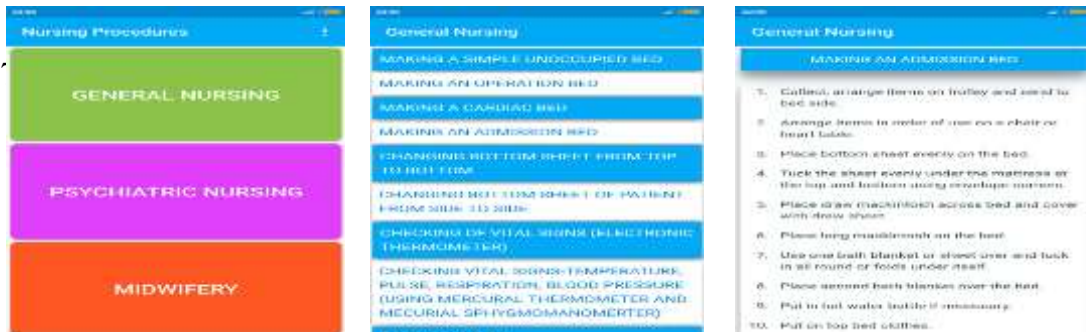 Nursing Procedures
GENERAL NURSING
PSYCHIATRIC NURSING
MIDWIFERY
General Nursing
MAKING A SIMPLE UNOCCUPIED BED
MAKING AN OPERATION BED
MAKING A CARDIAC BED
MAKING AN ADMISSION BED
CHANGING BOTTOM SHEET FROM TOP
TO BOTTOM
CHANGING BOTTOM SHEET OF PATIENT
FROM SIDE TO SIDE
CHECKING OF VITAL SIGNS (ELECTRONIC
THERMOMETER)
CHECKING VITAL SIGNS-TEMPERATURE,
PULSE, RESPIRATION, BLOOD PRESSURE
(USING MERCURAL THERMOMETER AND
MECURIAL SPHYGMOMANOMERTER)
General Nursing
MAKING AN ADMISSION BED
1. Collect, arrange items on trolley and send to
bed side.
2. Arrange items in order of use on a chair or
heart table.
3. Place bottom sheet evenly on the bed.
4. Tuck the sheet evenly under the mattress at
the top and bottom using envelope corners.
5. Place draw mackintosh across bed and cover
with draw sheet.
6. Place long mackintosh on the bed.
7. Use one bath blanket or sheet over and tuck
in all round or folds under itself.
8. Place second bath blanket over the bed.
9. Put in hot water bottle if necessary.
10. Put on top bed clothes.